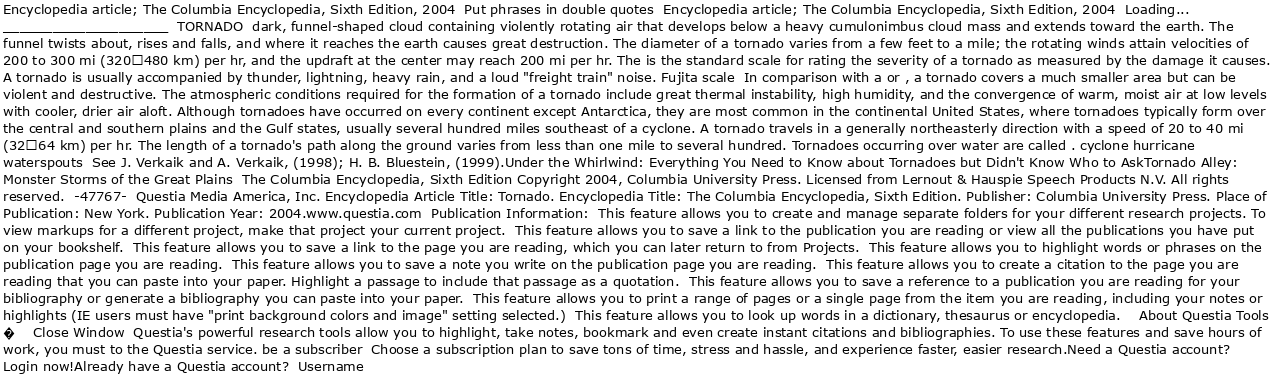 Encyclopedia article; The Columbia Encyclopedia, Sixth Edition, 2004  Put phrases in double quotes  Encyclopedia article; The Columbia Encyclopedia, Sixth Edition, 2004  Loading...
______________________  TORNADO  dark, funnel-shaped cloud containing violently rotating air that develops below a heavy cumulonimbus cloud mass and extends toward the earth. The
funnel twists about, rises and falls, and where it reaches the earth causes great destruction. The diameter of a tornado varies from a few feet to a mile; the rotating winds attain velocities of
200 to 300 mi (320□480 km) per hr, and the updraft at the center may reach 200 mi per hr. The is the standard scale for rating the severity of a tornado as measured by the damage it causes.
A tornado is usually accompanied by thunder, lightning, heavy rain, and a loud "freight train" noise. Fujita scale  In comparison with a or , a tornado covers a much smaller area but can be
violent and destructive. The atmospheric conditions required for the formation of a tornado include great thermal instability, high humidity, and the convergence of warm, moist air at low levels
with cooler, drier air aloft. Although tornadoes have occurred on every continent except Antarctica, they are most common in the continental United States, where tornadoes typically form over
the central and southern plains and the Gulf states, usually several hundred miles southeast of a cyclone. A tornado travels in a generally northeasterly direction with a speed of 20 to 40 mi
(32□64 km) per hr. The length of a tornado's path along the ground varies from less than one mile to several hundred. Tornadoes occurring over water are called . cyclone hurricane
waterspouts  See J. Verkaik and A. Verkaik, (1998); H. B. Bluestein, (1999).Under the Whirlwind: Everything You Need to Know about Tornadoes but Didn't Know Who to AskTornado Alley:
Monster Storms of the Great Plains  The Columbia Encyclopedia, Sixth Edition Copyright 2004, Columbia University Press. Licensed from Lernout & Hauspie Speech Products N.V. All rights
reserved.  -47767-  Questia Media America, Inc. Encyclopedia Article Title: Tornado. Encyclopedia Title: The Columbia Encyclopedia, Sixth Edition. Publisher: Columbia University Press. Place of
Publication: New York. Publication Year: 2004.www.questia.com  Publication Information:  This feature allows you to create and manage separate folders for your different research projects. To
view markups for a different project, make that project your current project.  This feature allows you to save a link to the publication you are reading or view all the publications you have put
on your bookshelf.  This feature allows you to save a link to the page you are reading, which you can later return to from Projects.  This feature allows you to highlight words or phrases on the
publication page you are reading.  This feature allows you to save a note you write on the publication page you are reading.  This feature allows you to create a citation to the page you are
reading that you can paste into your paper. Highlight a passage to include that passage as a quotation.  This feature allows you to save a reference to a publication you are reading for your
bibliography or generate a bibliography you can paste into your paper.  This feature allows you to print a range of pages or a single page from the item you are reading, including your notes or
highlights (IE users must have "print background colors and image" setting selected.)  This feature allows you to look up words in a dictionary, thesaurus or encyclopedia.    About Questia Tools
�    Close Window  Questia's powerful research tools allow you to highlight, take notes, bookmark and even create instant citations and bibliographies. To use these features and save hours of
work, you must to the Questia service. be a subscriber  Choose a subscription plan to save tons of time, stress and hassle, and experience faster, easier research.Need a Questia account?
Login now!Already have a Questia account?  Username